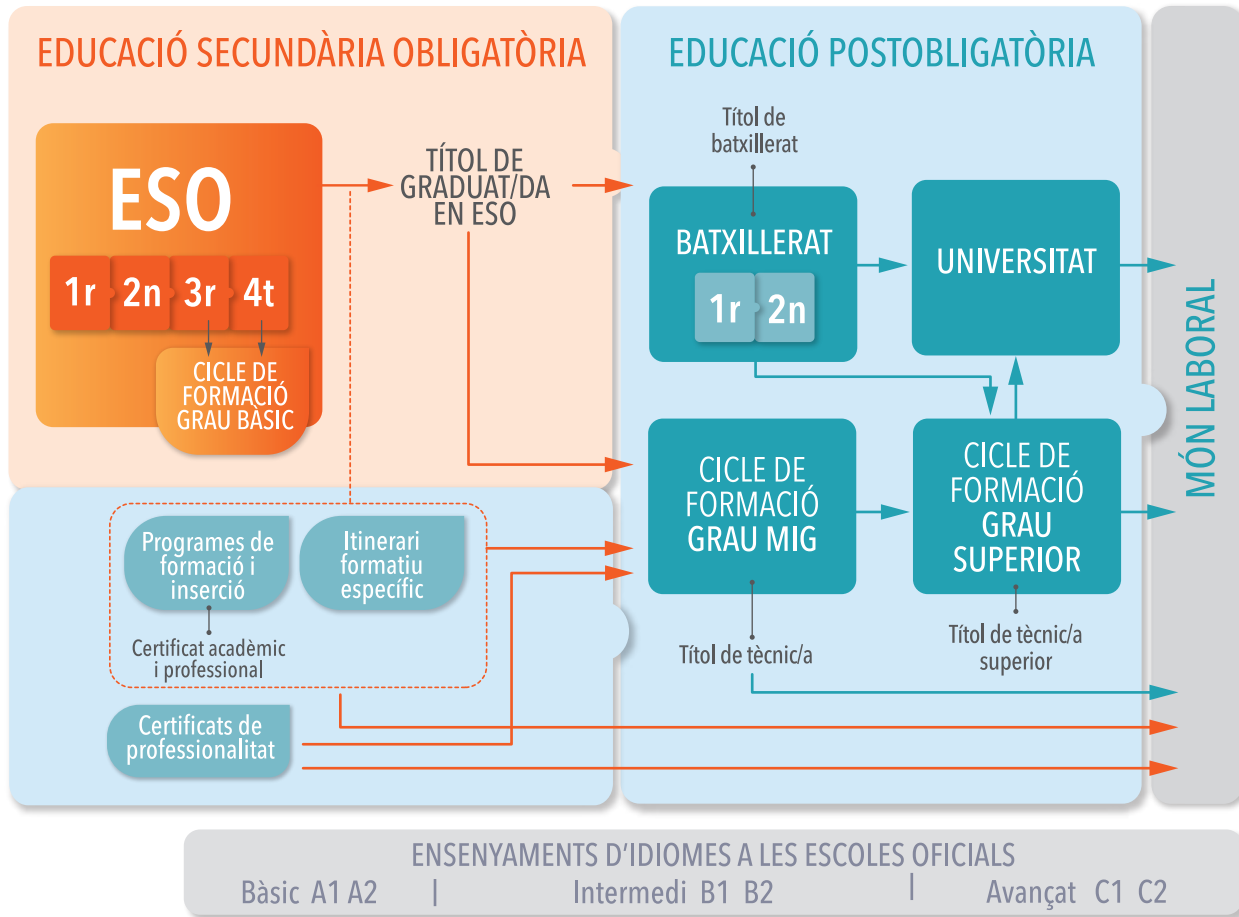 EDUCACIÓ SECUNDÀRIA OBLIGATÒRIA
ESO
1r 2n 3r 4t
CICLE DE
FORMACIÓ
GRAU BÀSIC
TÍTOL DE
GRADUAT/DA
EN ESO
Programes de
formació i
inserció
Itinerari
formatiu
específic
Certificat acadèmic
i professional
Certificats de
professionalitat
EDUCACIÓ POSTOBLIGATÒRIA
Títol de
batxillerat
BATXILLERAT
1r 2n
UNIVERSITAT
CICLE DE
FORMACIÓ
GRAU MIG
CICLE DE
FORMACIÓ
GRAU
SUPERIOR
Títol de tècnic/a
Títol de tècnic/a
superior
MÓN LABORAL
ENSENYAMENTS D'IDIOMES A LES ESCOLES OFICIALS
Bàsic A1 A2 | Intermedi B1 B2 | Avançat C1 C2